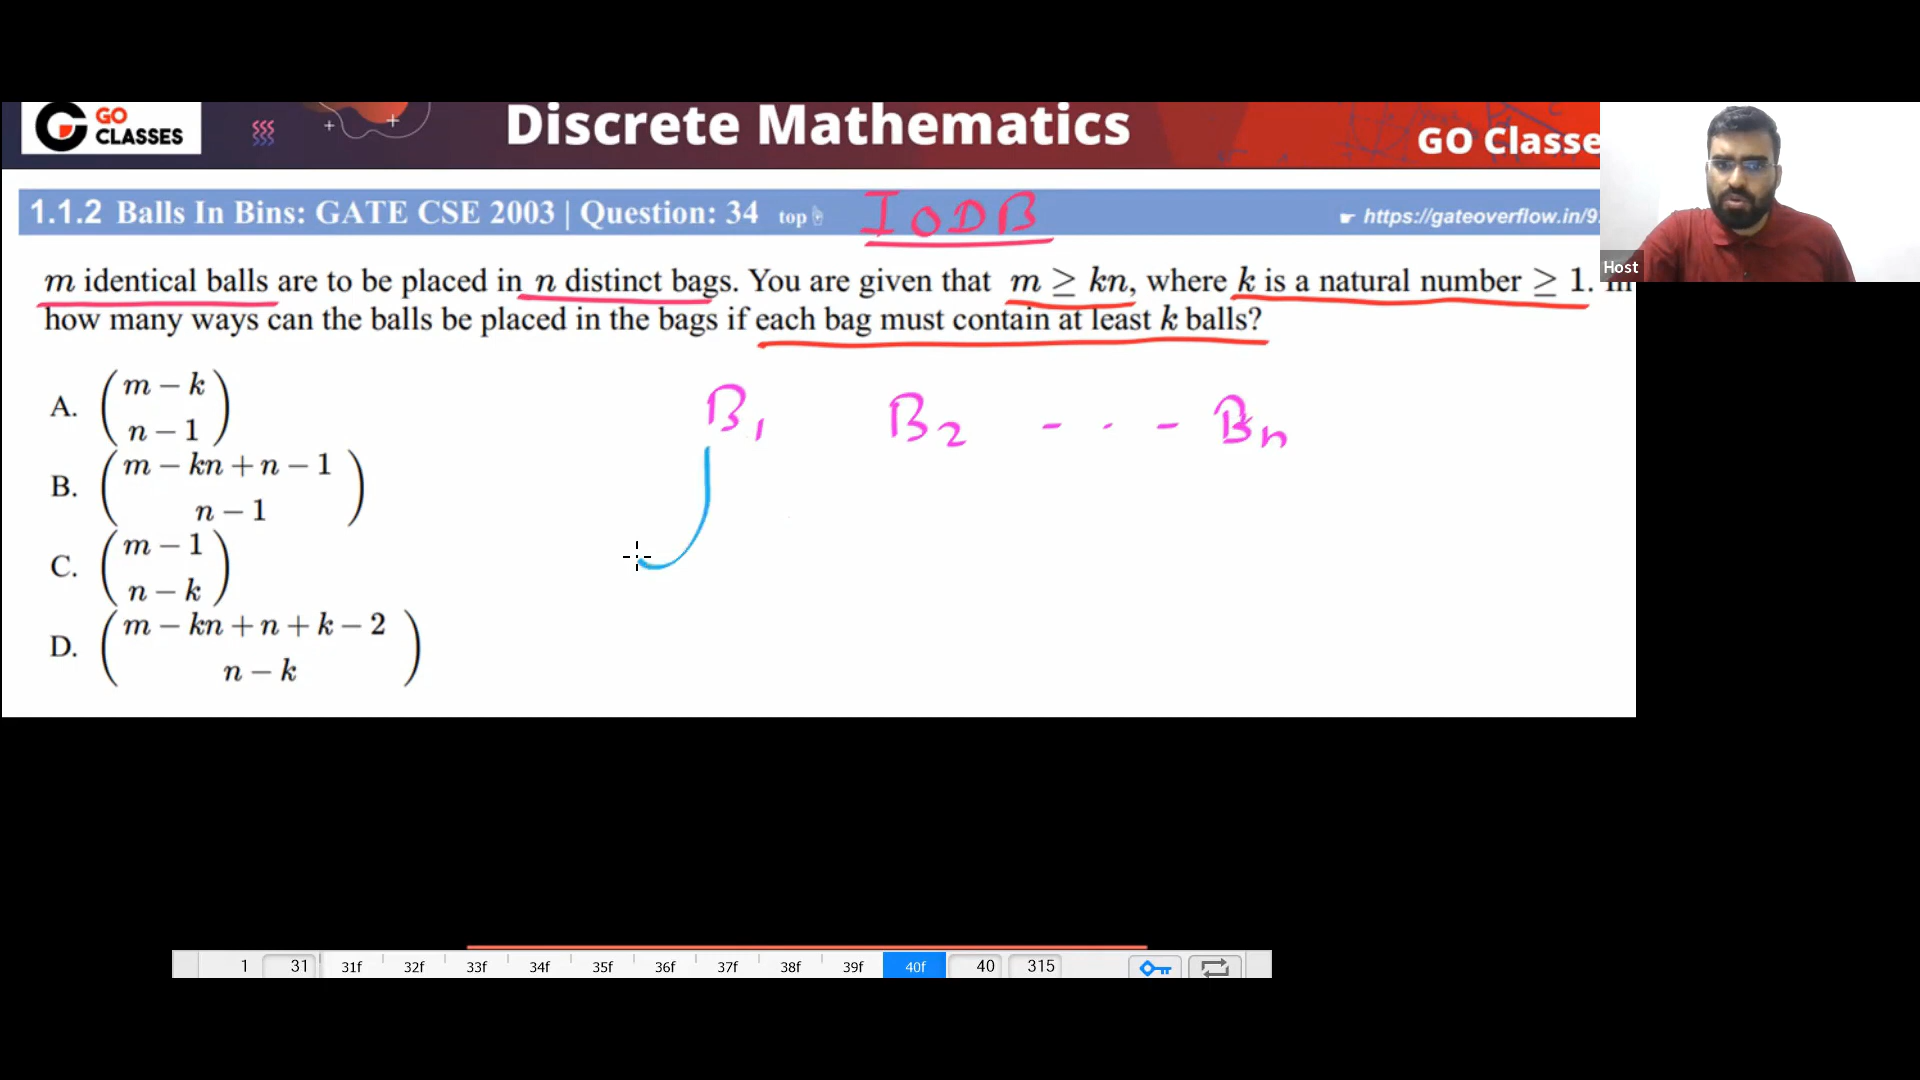 GO
CLASSES
Discrete Mathematics
GO Classe
1.1.2 Balls In Bins: GATE CSE 2003 | Question: 34 top
I O D B
https://gateoverflow.in/9
Host
m identical balls are to be placed in n distinct bags. You are given that m ≥ kn, where k is a natural number ≥ 1. In
how many ways can the balls be placed in the bags if each bag must contain at least k balls?
A. (m − k
n − 1)
B. (m − kn + n − 1
n − 1)
C. (m − 1
n − k)
D. (m − kn + n + k − 2
n − k)
B1 B2 - - - Bn
1 31 31f 32f 33f 34f 35f 36f 37f 38f 39f 40f 40 315